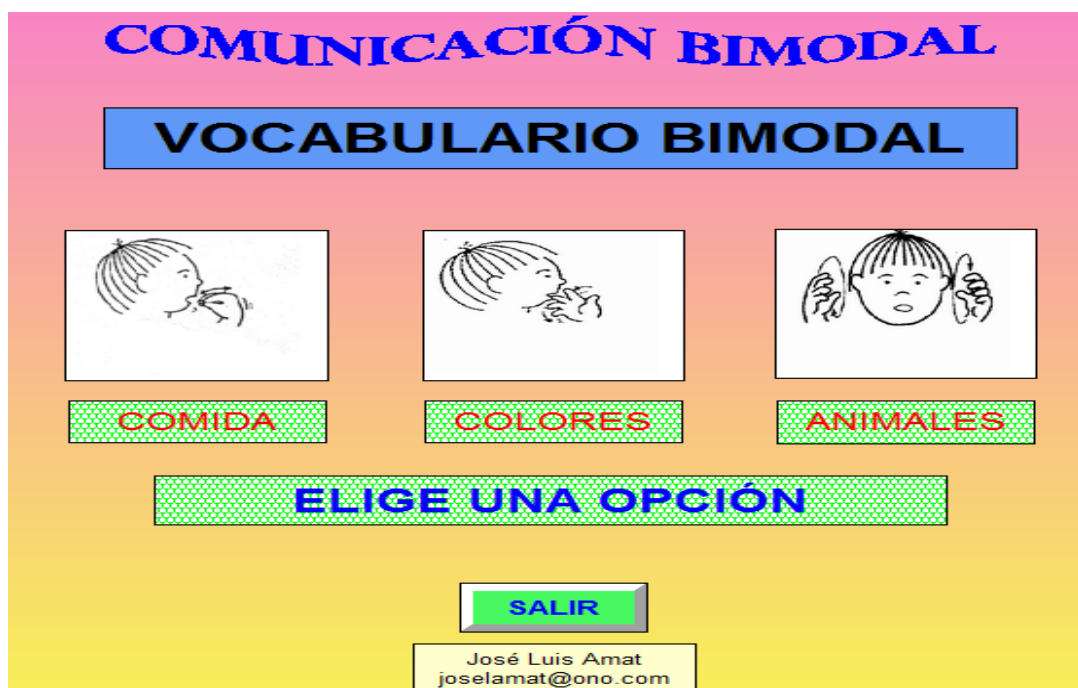 COMUNICACIÓN BIMODAL
VOCABULARIO BIMODAL
COMIDA
COLORES
ANIMALES
ELIGE UNA OPCIÓN
SALIR
José Luis Amat
joselamat@ono.com